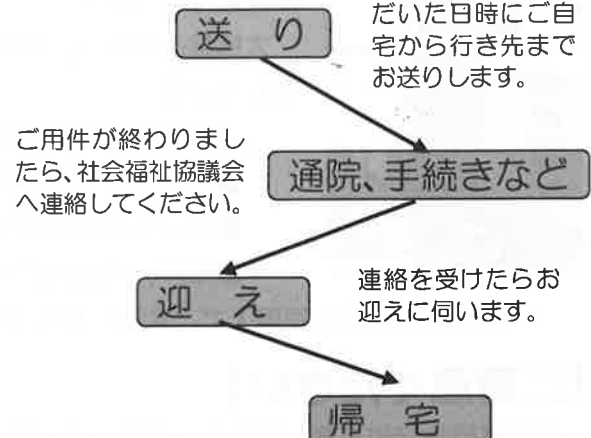 送り
だいた日時にご自
宅から行き先まで
お送りします。
ご用件が終わりまし
たら、社会福祉協議会
へ連絡してください。
通院、手続きなど
迎え
連絡を受けたらお
迎えに伺います。
帰宅